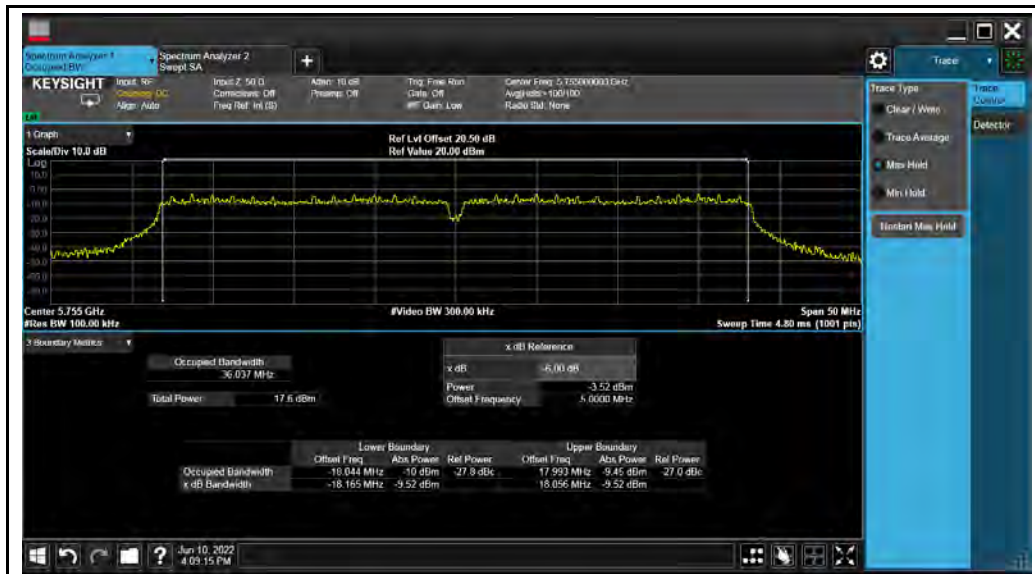 Spectrum Analyzer 1
Occupied BW
Spectrum Analyzer 2
Swept SA
+
Trace
KEYSIGHT
Input: RF
Coupling: DC
Align: Auto
Input Z: 50 Ω
Corrections: Off
Freq Ref: Int (S)
Atten: 10 dB
Preamp: Off
Trig: Free Run
Gate: Off
#IF Gain: Low
Center Freq: 5.755000000 GHz
Avg|Hold:>100/100
Radio Std: None
Trace Type
Clear / Write
Trace Average
Max Hold
Min Hold
Restart Max Hold
Trace
Control
Detector
1 Graph
Scale/Div 10.0 dB
Ref Lvl Offset 20.50 dB
Ref Value 20.00 dBm
Log
10.0
0.00
Center 5.755 GHz
#Res BW 100.00 kHz
#Video BW 300.00 kHz
Span 50 MHz
Sweep Time 4.80 ms (1001 pts)
3 Boundary Metrics
Occupied Bandwidth
36.037 MHz
Total Power 17.6 dBm
x dB Reference
x dB -6.00 dB
Power -3.52 dBm
Offset Frequency 5.0000 MHz
Lower Boundary Upper Boundary
Offset Freq Abs Power Rel Power Offset Freq Abs Power Rel Power
Occupied Bandwidth -18.044 MHz -10 dBm -27.8 dBc 17.993 MHz -9.45 dBm -27.0 dBc
x dB Bandwidth -18.165 MHz -9.52 dBm 18.056 MHz -9.52 dBm
?
Jun 10, 2022
4:09:15 PM